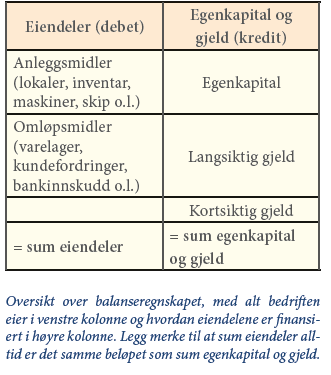 Eiendeler (debet)
Egenkapital og
gjeld (kredit)
Anleggsmidler
(lokaler, inventar,
maskiner, skip o.l.)
Egenkapital
Omløpsmidler
(varelager,
kundefordringer,
bankinnskudd o.l.)
Langsiktig gjeld
Kortsiktig gjeld
= sum eiendeler
= sum egenkapital
og gjeld
Oversikt over balanseregnskapet, med alt bedriften
eier i venstre kolonne og hvordan eiendelene er finansi-
ert i høyre kolonne. Legg merke til at sum eiendeler all-
tid er det samme beløpet som sum egenkapital og gjeld.